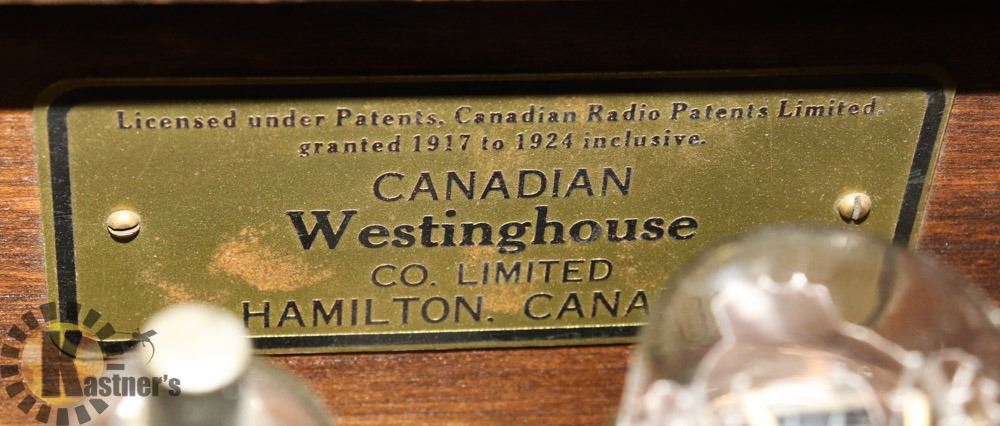 Licensed under Patents, Canadian Radio Patents Limited,
granted 1917 to 1924 inclusive.
CANADIAN
Westinghouse
CO. LIMITED
HAMILTON. CANA
Kastner's